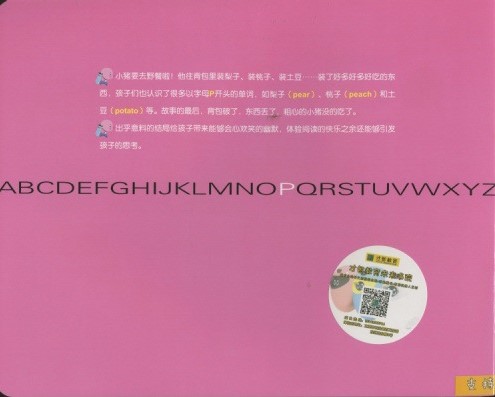 小猪要去野餐啦！他往背包里装梨子、装桃子、装土豆……装了好多好多好吃的东
西，孩子们也认识了很多以字母P开头的单词，如梨子（pear）、桃子（peach）和土
豆（potato）等。故事的最后，背包破了，东西丢了，粗心的小猪没的吃了。
出乎意料的结局给孩子带来能够会心欢笑的幽默，体验阅读的快乐之余还能够引发
孩子的思考。
ABCDEFGHIJKLMNOPQRSTUVWXYZ